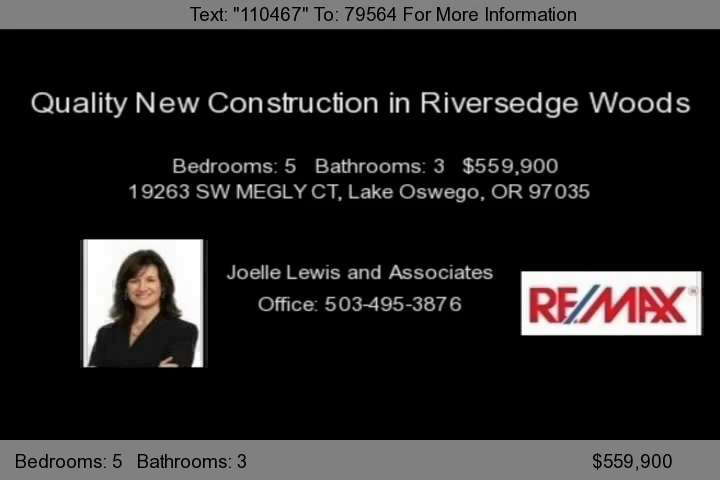 Text: "110467" To: 79564 For More Information
Quality New Construction in Riversedge Woods
Bedrooms: 5 Bathrooms: 3 $559,900
19263 SW MEGLY CT, Lake Oswego, OR 97035
Joelle Lewis and Associates
Office: 503-495-3876
RE/MAX®
Bedrooms: 5 Bathrooms: 3 $559,900